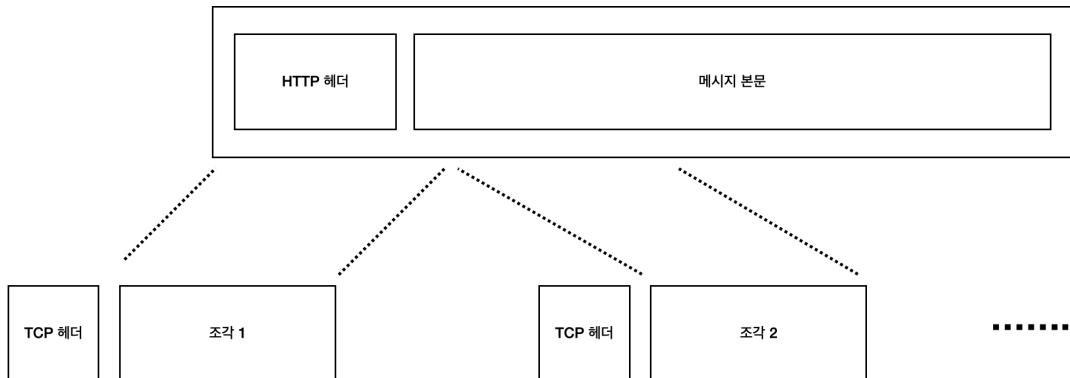 HTTP 헤더
메시지 본문
TCP 헤더
조각 1
TCP 헤더
조각 2